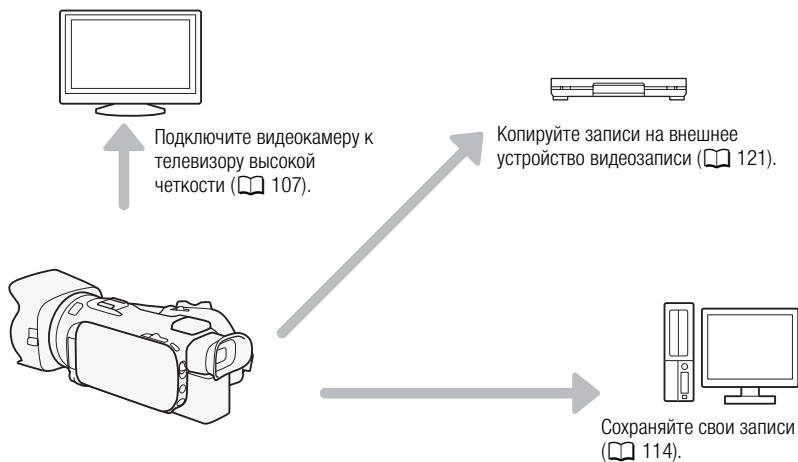 Подключите видеокамеру к
телевизору высокой
четкости (107).
Копируйте записи на внешнее
устройство видеозаписи (121).
Сохраняйте свои записи
(114).